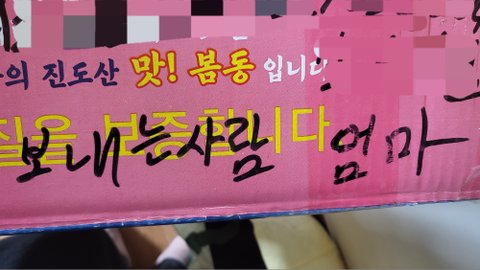 의 진도산 맛! 봄동 입니다
질을 보증합니다
보내는사람 엄마